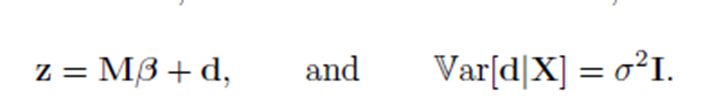 z = Mβ + d, and 𝕍ar[d|X] = σ²I.